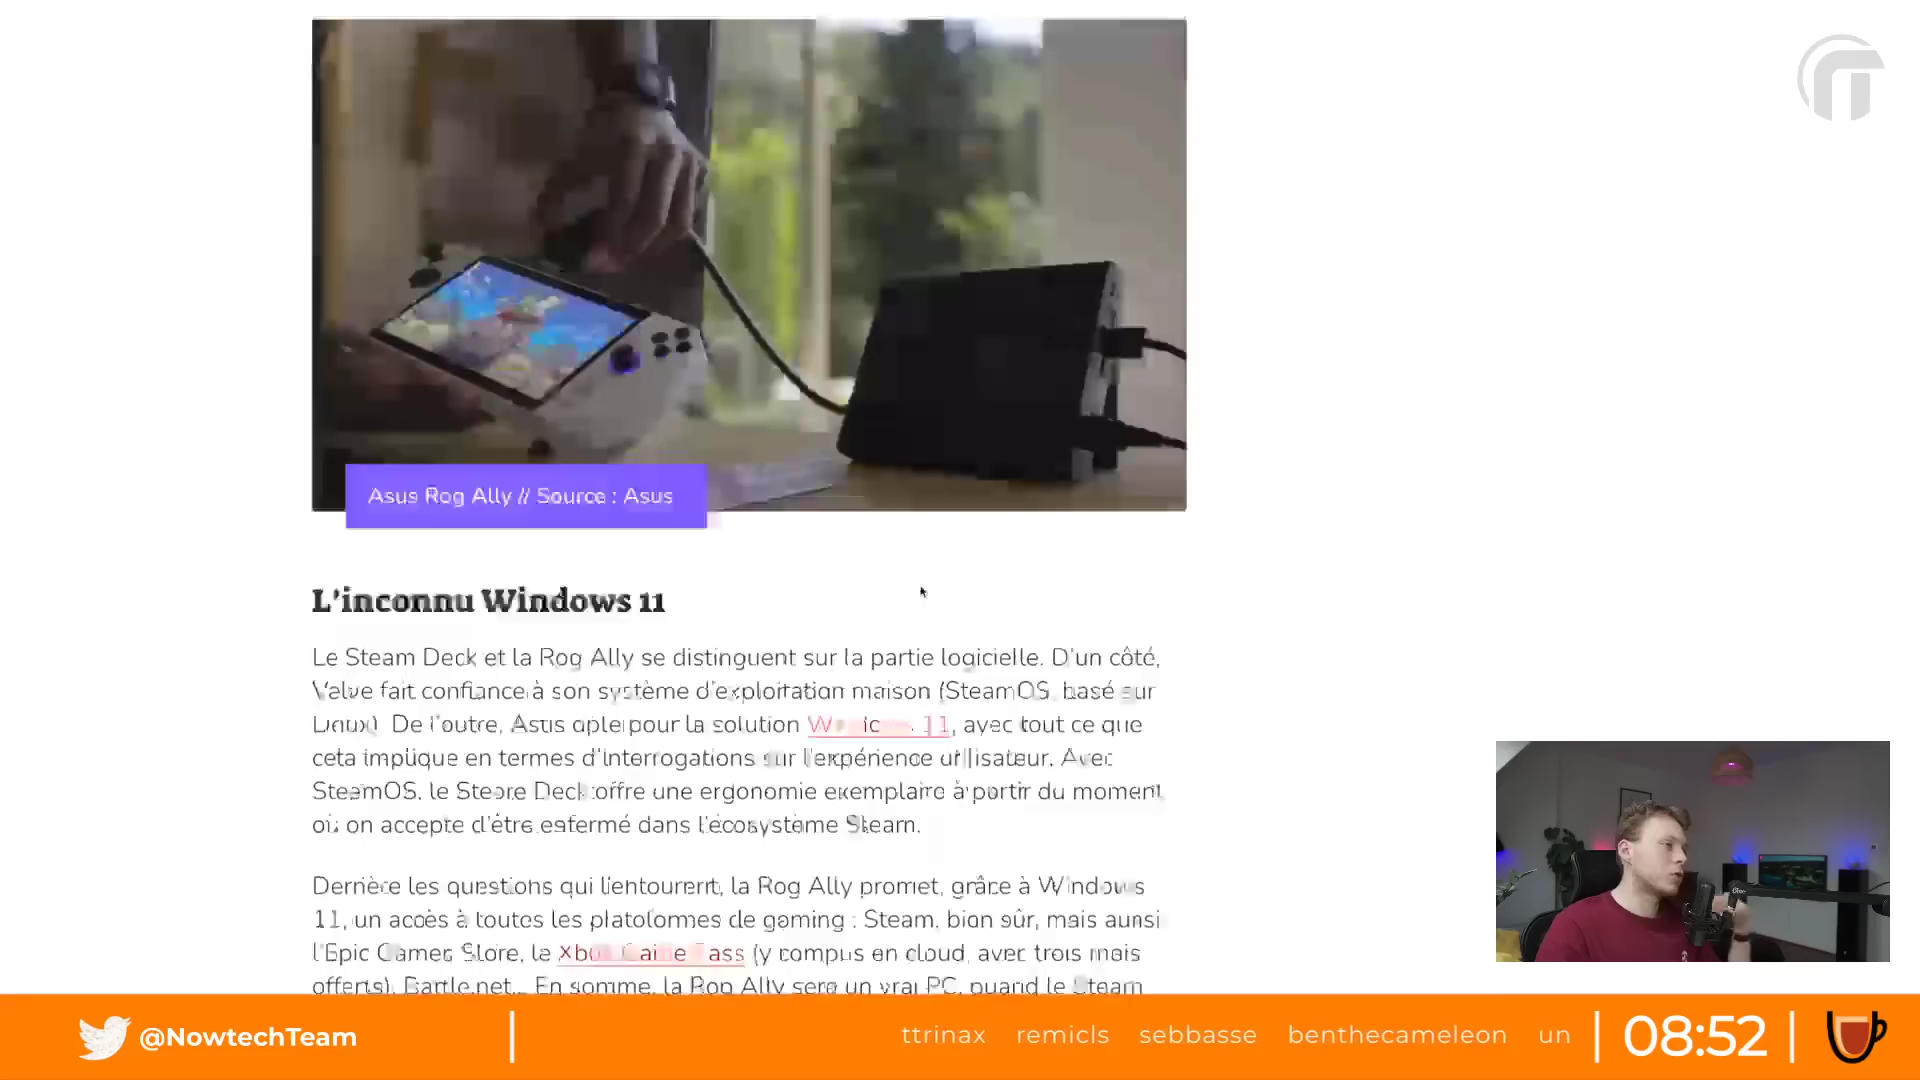 Asus Rog Ally // Source : Asus
L'inconnu Windows 11
Le Steam Deck et la Rog Ally se distinguent sur la partie logicielle. D'un côté,
Valve fait confiance à son système d'exploitation maison (SteamOS, basé sur
Linux). De l'autre, Asus opte pour la solution Windows 11, avec tout ce que
cela implique en termes d'interrogations sur l'expérience utilisateur. Avec
SteamOS, le Steam Deck offre une ergonomie exemplaire à partir du moment
où on accepte d'être enfermé dans l'écosystème Steam.
Derrière les questions qui l'entourent, la Rog Ally promet, grâce à Windows
11, un accès à toutes les plateformes de gaming : Steam, bien sûr, mais aussi
l'Epic Games Store, le Xbox Game Pass (y compris en cloud, avec trois mois
offerts), Battle.net... En somme, la Rog Ally sera un vrai PC, quand le Steam
@NowtechTeam
ttrinax remicls sebbasse benthecameleon un
08:52